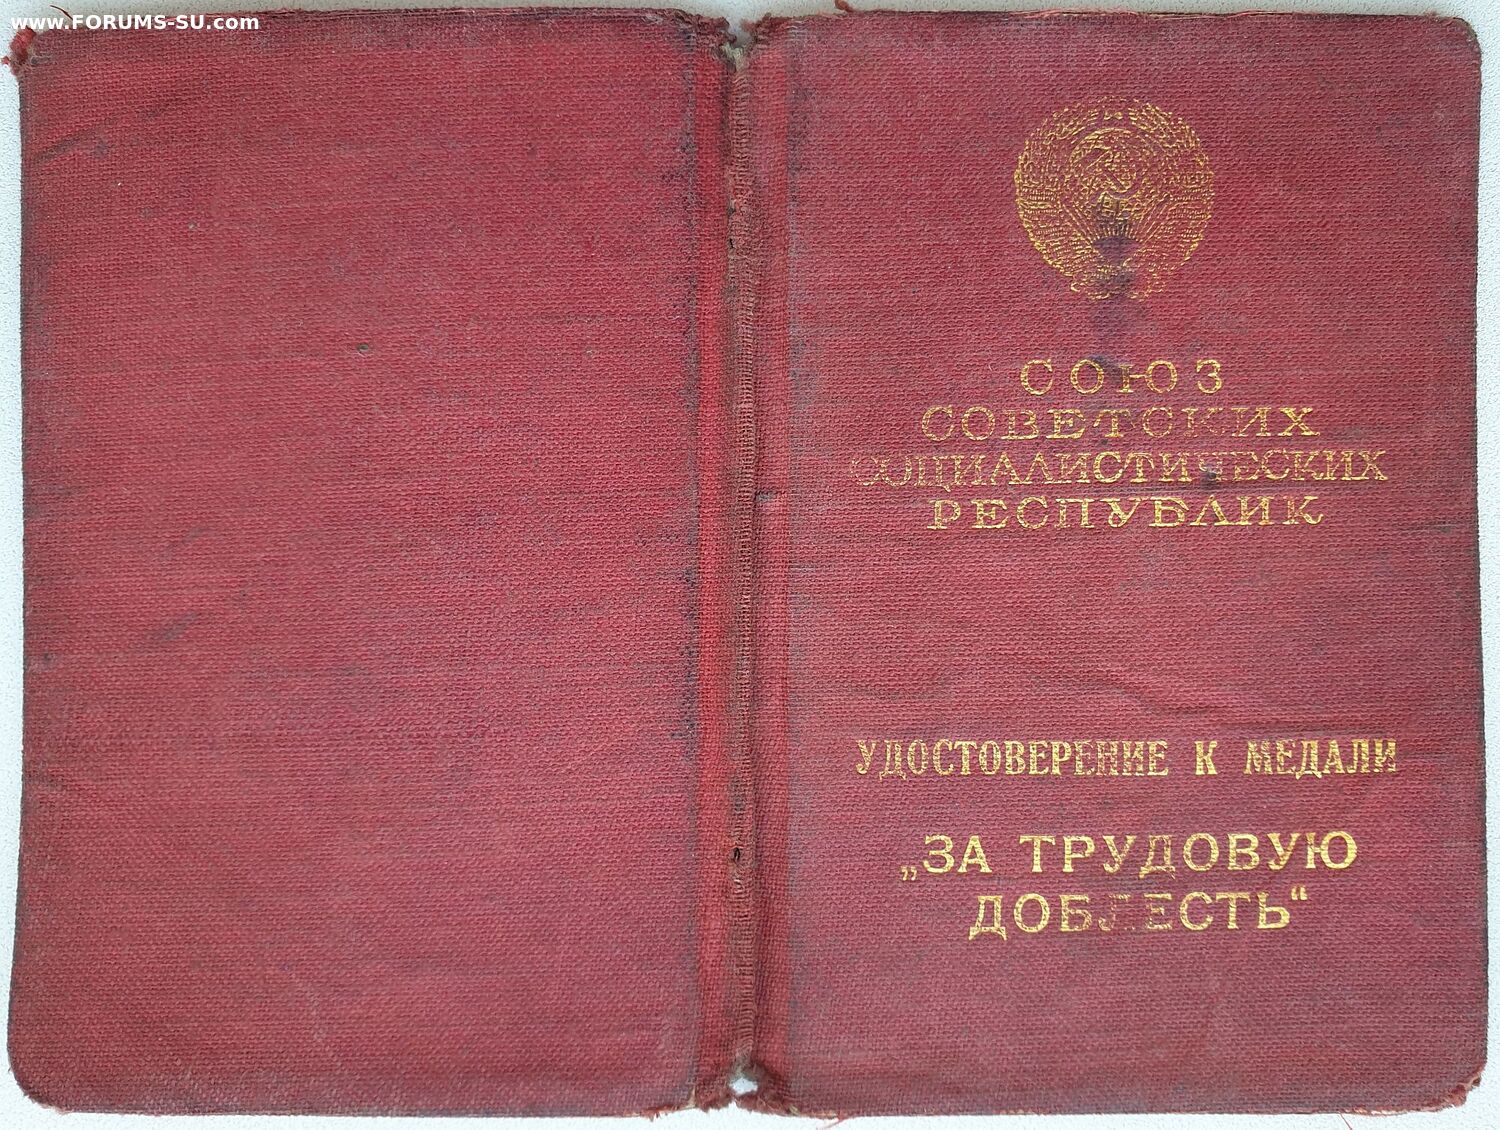 www.FORUMS-SU.com
СОЮЗ
СОВЕТСКИХ
СОЦИАЛИСТИЧЕСКИХ
РЕСПУБЛИК
УДОСТОВЕРЕНИЕ К МЕДАЛИ
„ЗА ТРУДОВУЮ
ДОБЛЕСТЬ“